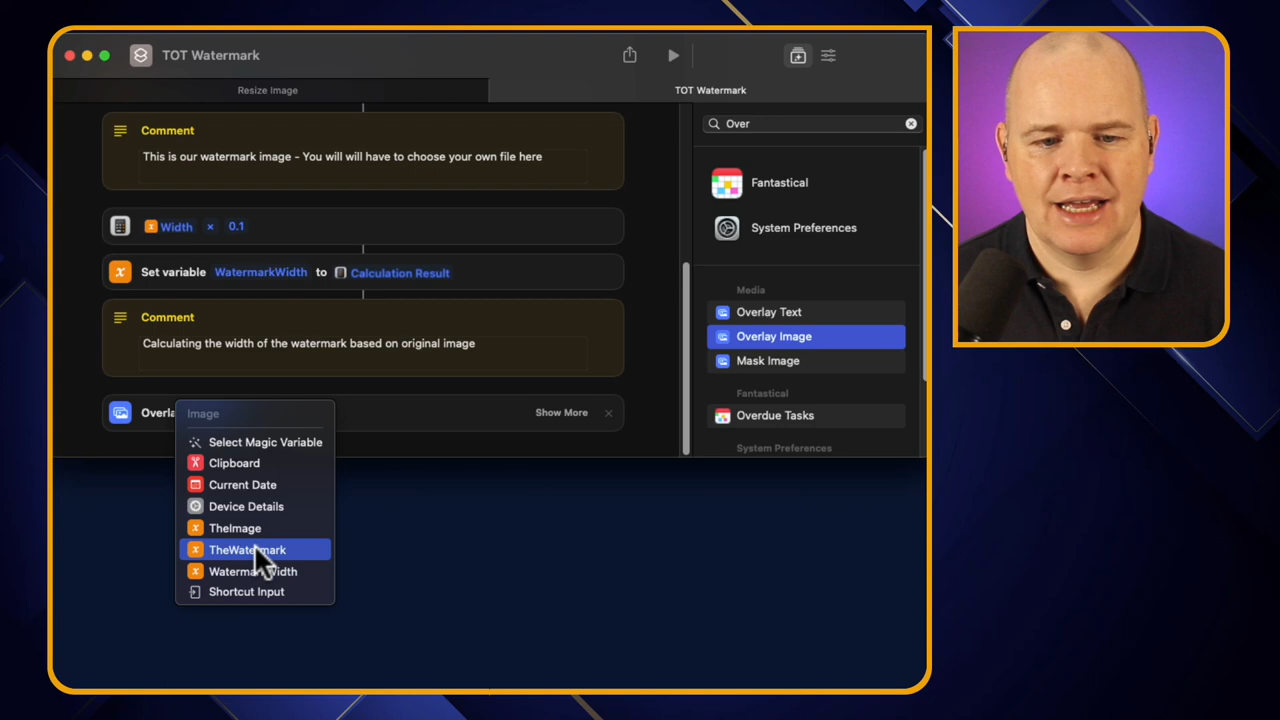 TOT Watermark
Resize Image
TOT Watermark
Comment
This is our watermark image - You will will have to choose your own file here
Width × 0.1
Set variable WatermarkWidth to Calculation Result
Comment
Calculating the width of the watermark based on original image
Show More
Image
Select Magic Variable
Clipboard
Current Date
Device Details
TheImage
TheWatermark
WatermarkWidth
Shortcut Input
Over
Fantastical
System Preferences
Media
Overlay Text
Overlay Image
Mask Image
Fantastical
Overdue Tasks
System Preferences